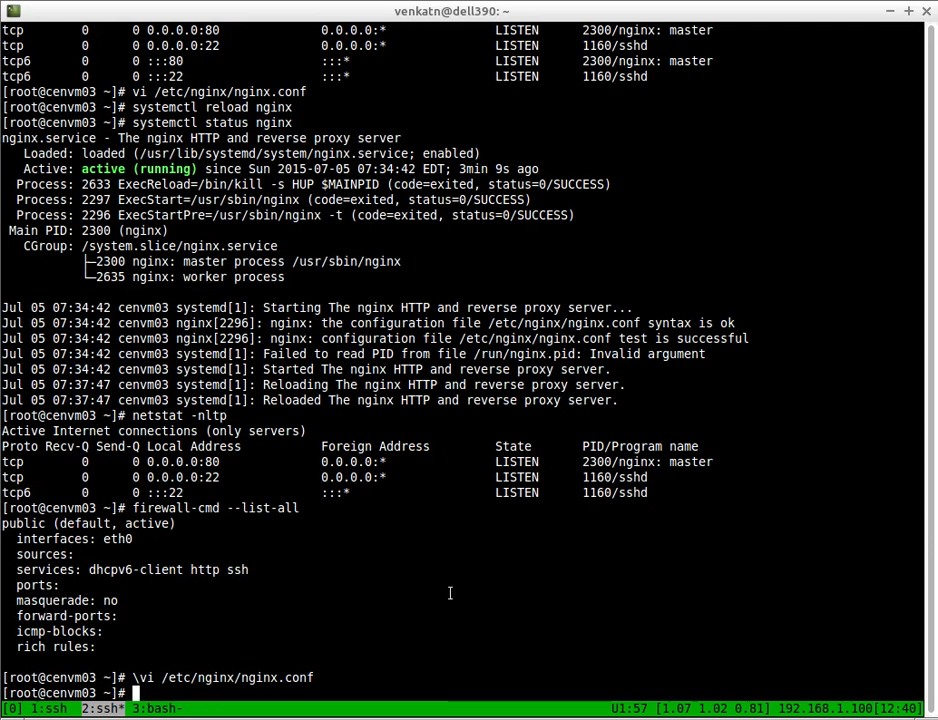 venkatn@dell390: ~
tcp        0      0 0.0.0.0:80              0.0.0.0:*               LISTEN      2300/nginx: master
tcp        0      0 0.0.0.0:22              0.0.0.0:*               LISTEN      1160/sshd
tcp6       0      0 :::80                   :::*                    LISTEN      2300/nginx: master
tcp6       0      0 :::22                   :::*                    LISTEN      1160/sshd
[root@cenvm03 ~]# vi /etc/nginx/nginx.conf
[root@cenvm03 ~]# systemctl reload nginx
[root@cenvm03 ~]# systemctl status nginx
nginx.service - The nginx HTTP and reverse proxy server
   Loaded: loaded (/usr/lib/systemd/system/nginx.service; enabled)
   Active: active (running) since Sun 2015-07-05 07:34:42 EDT; 3min 9s ago
  Process: 2633 ExecReload=/bin/kill -s HUP $MAINPID (code=exited, status=0/SUCCESS)
  Process: 2297 ExecStart=/usr/sbin/nginx (code=exited, status=0/SUCCESS)
  Process: 2296 ExecStartPre=/usr/sbin/nginx -t (code=exited, status=0/SUCCESS)
 Main PID: 2300 (nginx)
   CGroup: /system.slice/nginx.service
           ├─2300 nginx: master process /usr/sbin/nginx
           └─2635 nginx: worker process
Jul 05 07:34:42 cenvm03 systemd[1]: Starting The nginx HTTP and reverse proxy server...
Jul 05 07:34:42 cenvm03 nginx[2296]: nginx: the configuration file /etc/nginx/nginx.conf syntax is ok
Jul 05 07:34:42 cenvm03 nginx[2296]: nginx: configuration file /etc/nginx/nginx.conf test is successful
Jul 05 07:34:42 cenvm03 systemd[1]: Failed to read PID from file /run/nginx.pid: Invalid argument
Jul 05 07:34:42 cenvm03 systemd[1]: Started The nginx HTTP and reverse proxy server.
Jul 05 07:37:47 cenvm03 systemd[1]: Reloading The nginx HTTP and reverse proxy server.
Jul 05 07:37:47 cenvm03 systemd[1]: Reloaded The nginx HTTP and reverse proxy server.
[root@cenvm03 ~]# netstat -nltp
Active Internet connections (only servers)
Proto Recv-Q Send-Q Local Address           Foreign Address         State       PID/Program name
tcp        0      0 0.0.0.0:80              0.0.0.0:*               LISTEN      2300/nginx: master
tcp        0      0 0.0.0.0:22              0.0.0.0:*               LISTEN      1160/sshd
tcp6       0      0 :::22                   :::*                    LISTEN      1160/sshd
[root@cenvm03 ~]# firewall-cmd --list-all
public (default, active)
  interfaces: eth0
  sources:
  services: dhcpv6-client http ssh
  ports:
  masquerade: no
  forward-ports:
  icmp-blocks:
  rich rules:
[root@cenvm03 ~]# \vi /etc/nginx/nginx.conf
[root@cenvm03 ~]#
[0] 1:ssh  2:ssh* 3:bash-   U1:57 [1.07 1.02 0.81] 192.168.1.100[12:40]